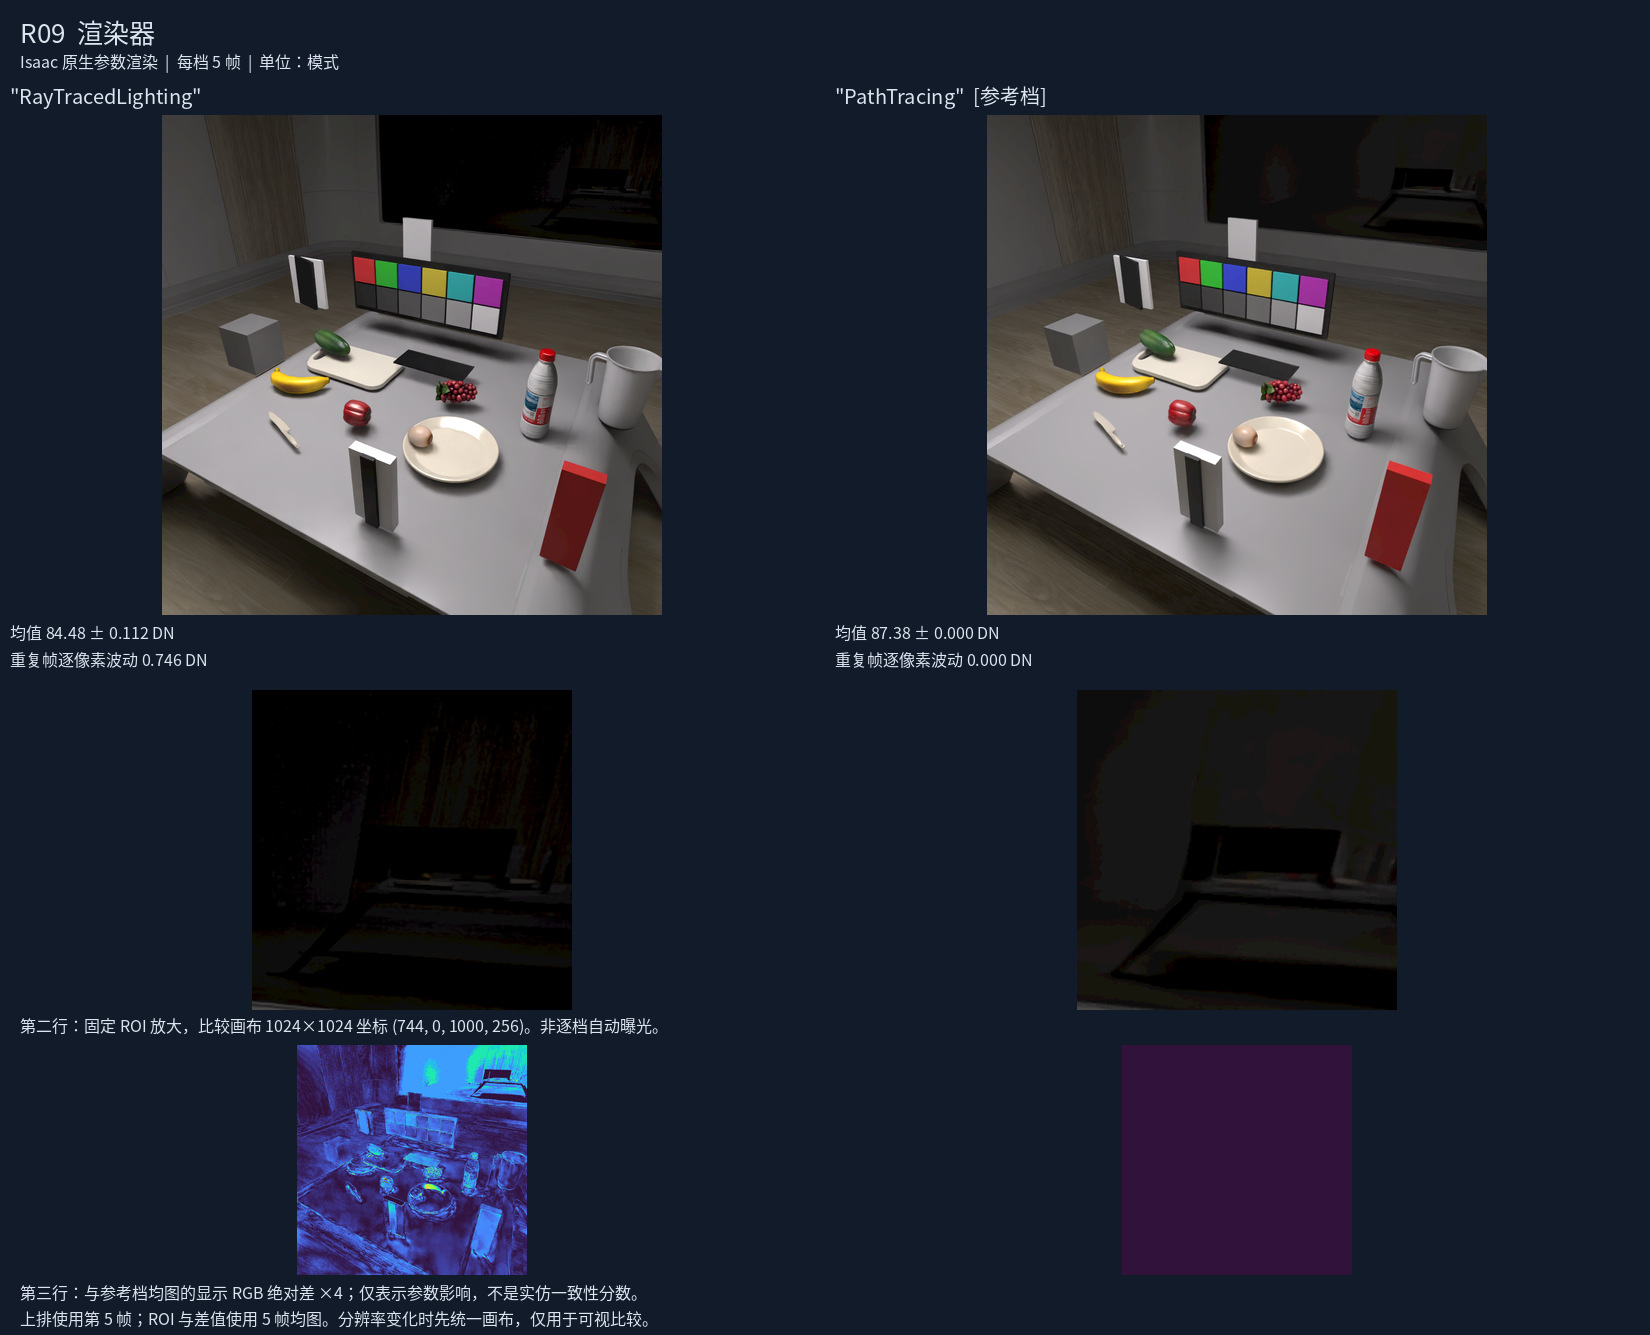 R09 渲染器
Isaac 原生参数渲染 | 每档 5 帧 | 单位：模式
"RayTracedLighting"
"PathTracing" [参考档]
均值 84.48 ± 0.112 DN
重复帧逐像素波动 0.746 DN
均值 87.38 ± 0.000 DN
重复帧逐像素波动 0.000 DN
第二行：固定 ROI 放大，比较画布 1024×1024 坐标 (744, 0, 1000, 256)。非逐档自动曝光。
第三行：与参考档均图的显示 RGB 绝对差 ×4；仅表示参数影响，不是实仿一致性分数。
上排使用第 5 帧；ROI 与差值使用 5 帧均图。分辨率变化时先统一画布，仅用于可视比较。